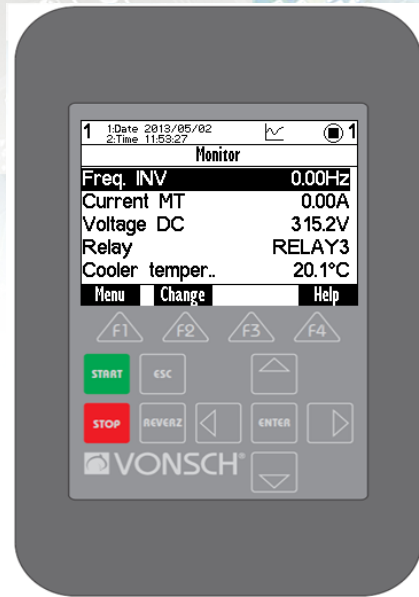 1 1:Date 2013/05/02 1
2:Time 11:53:27
Monitor
Freq. INV 0.00Hz
Current MT 0.00A
Voltage DC 315.2V
Relay RELAY3
Cooler temper.. 20.1°C
Menu Change Help
F1 F2 F3 F4
START ESC
STOP REVERZ ENTER
VONSCH®